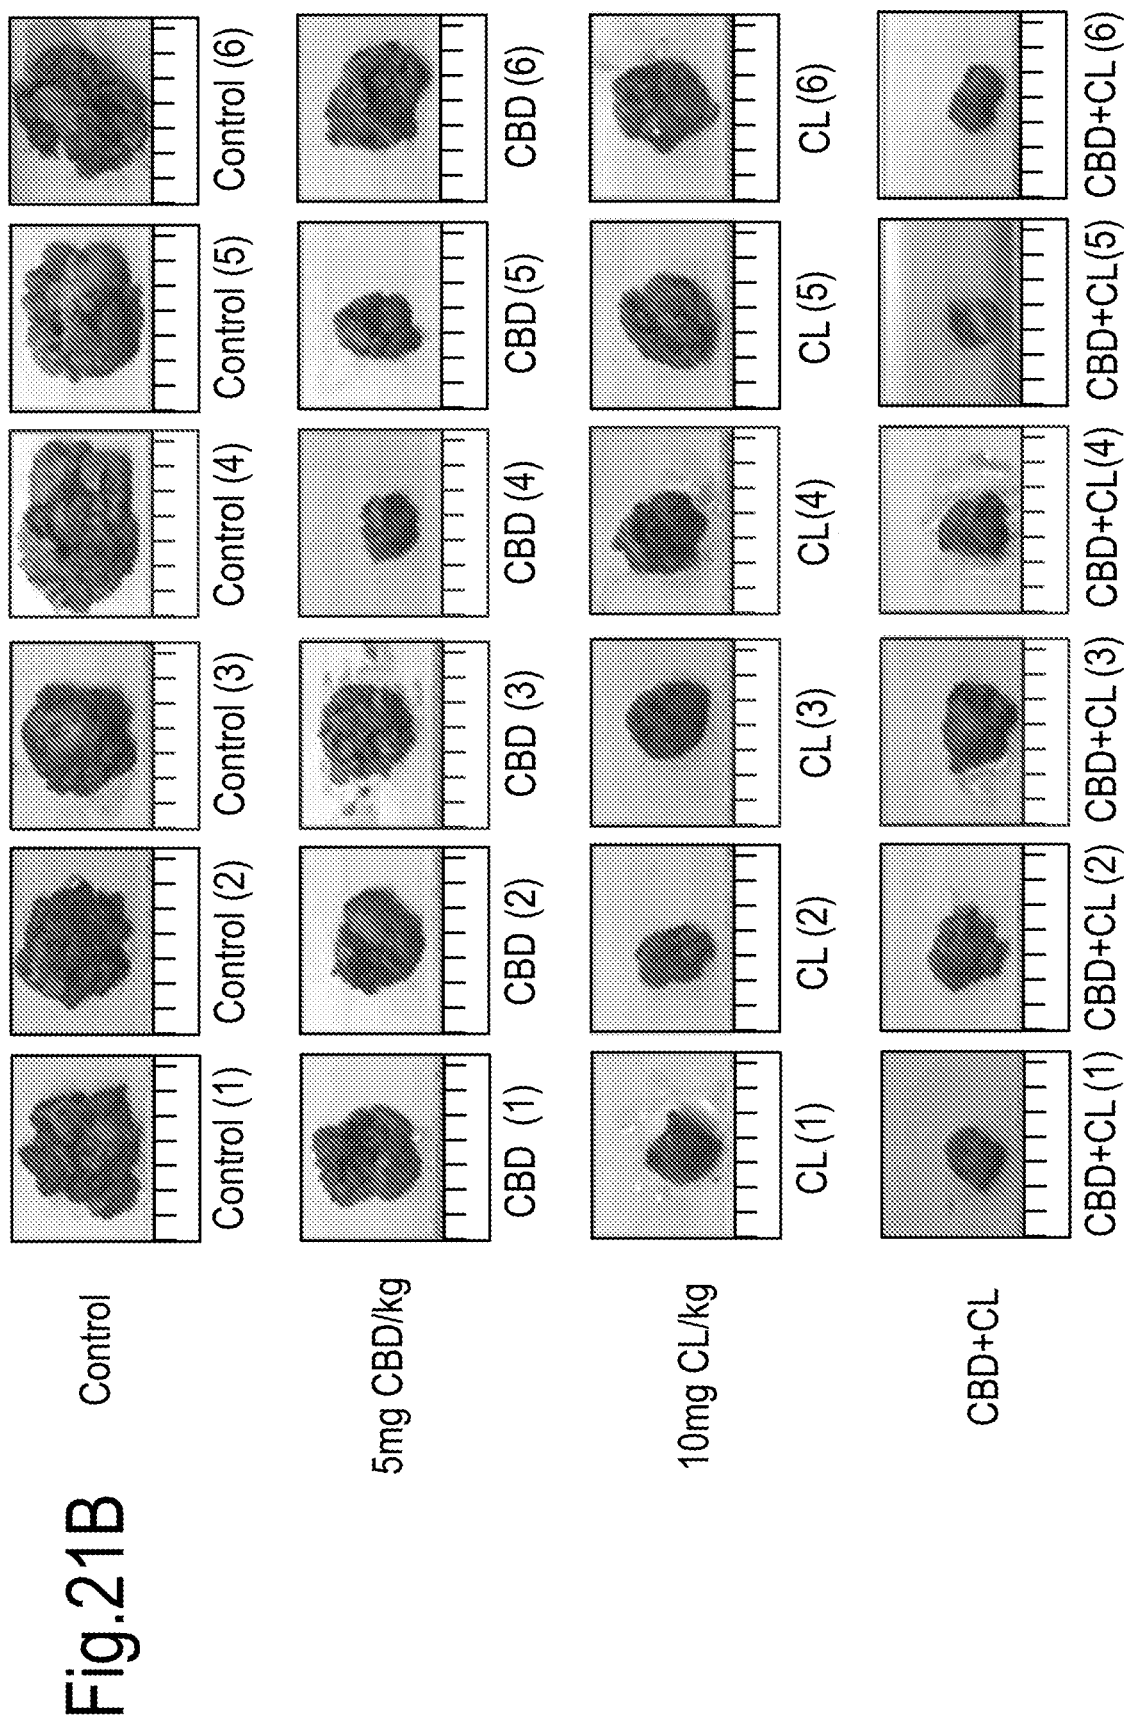 Fig.21B
Control
Control (1)
Control (2)
Control (3)
Control (4)
Control (5)
Control (6)
5mg CBD/kg
CBD (1)
CBD (2)
CBD (3)
CBD (4)
CBD (5)
CBD (6)
10mg CL/kg
CL (1)
CL (2)
CL (3)
CL(4)
CL (5)
CL (6)
CBD+CL
CBD+CL (1)
CBD+CL (2)
CBD+CL (3)
CBD+CL(4)
CBD+CL(5)
CBD+CL (6)